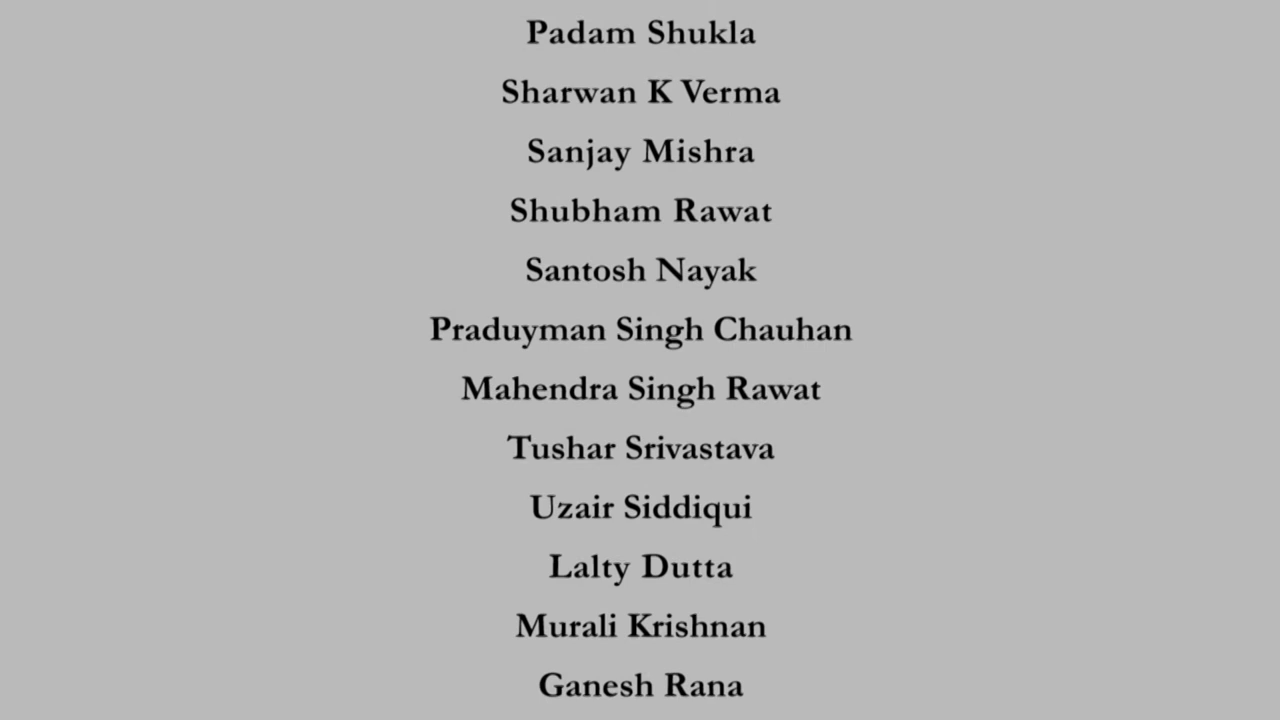 Padam Shukla
Sharwan K Verma
Sanjay Mishra
Shubham Rawat
Santosh Nayak
Praduyman Singh Chauhan
Mahendra Singh Rawat
Tushar Srivastava
Uzair Siddiqui
Lalty Dutta
Murali Krishnan
Ganesh Rana